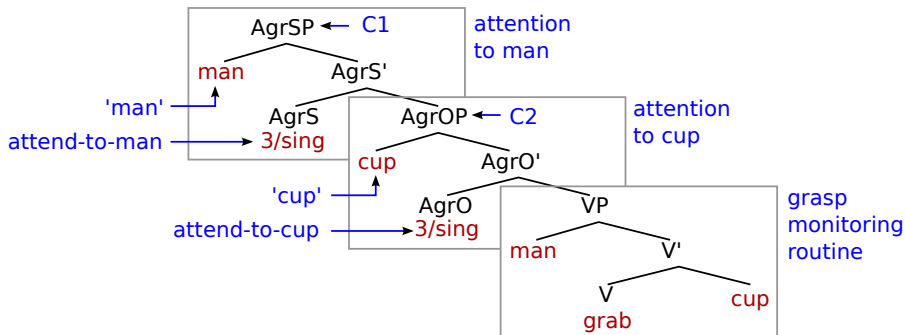 AgrSP
C1
attention
to man
man
AgrS'
'man'
AgrS
AgrOP
C2
attention
to cup
attend-to-man
3/sing
cup
AgrO'
'cup'
AgrO
VP
grasp
monitoring
routine
attend-to-cup
3/sing
man
V'
V
cup
grab